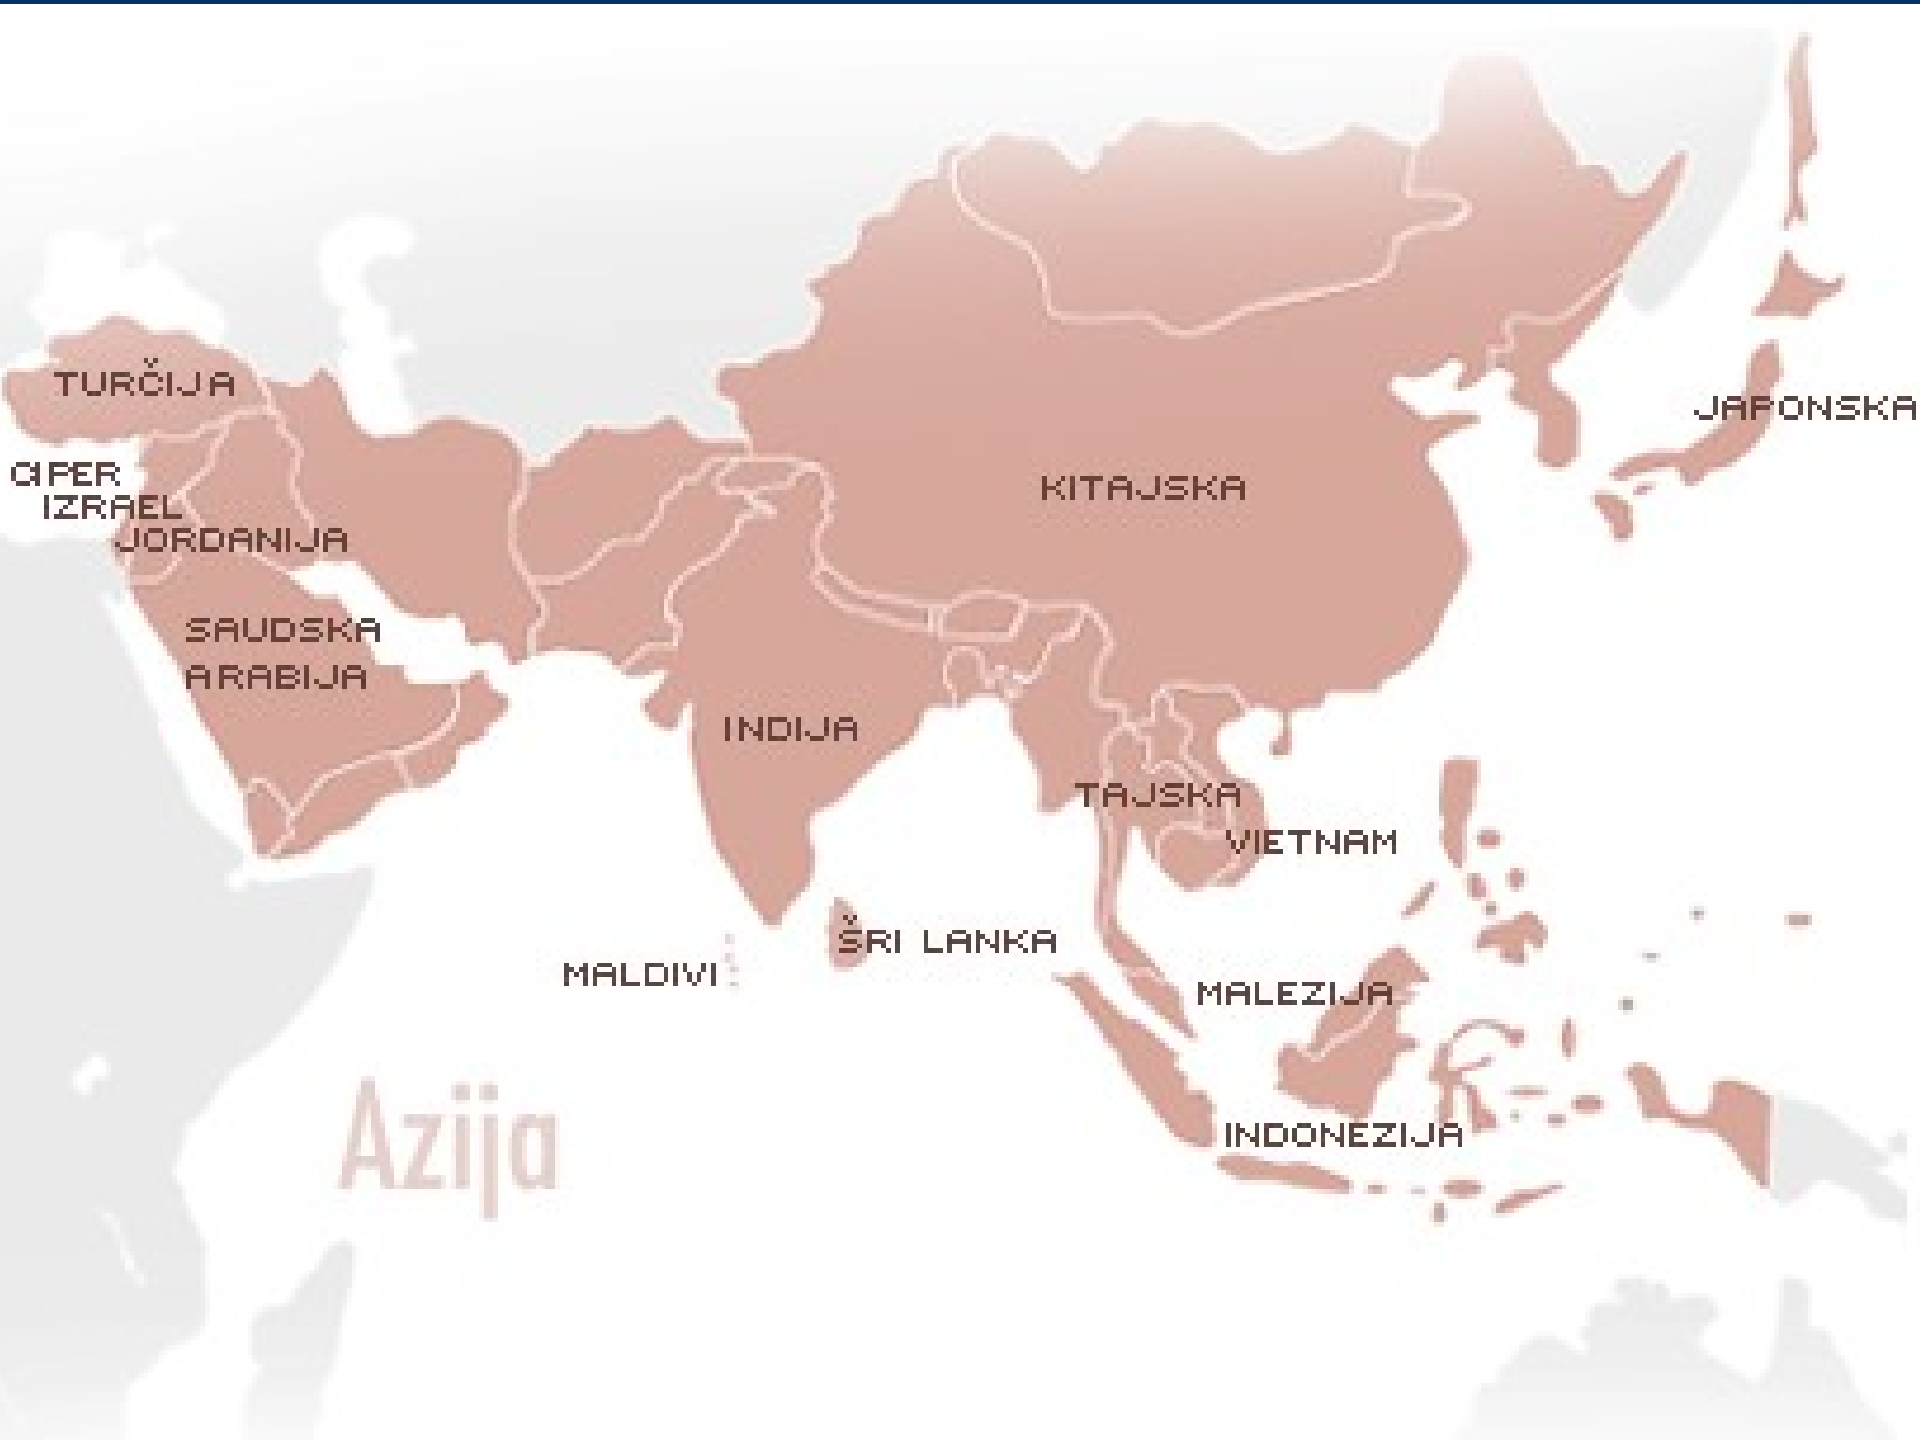 TURČIJA
JAPONSKA
CIPER
IZRAEL
KITAJSKA
JORDANIJA
SAUDSKA
ARABIJA
INDIJA
TAJSKA
VIETNAM
ŠRI LANKA
MALDIVI
MALEZIJA
INDONEZIJA
Azija